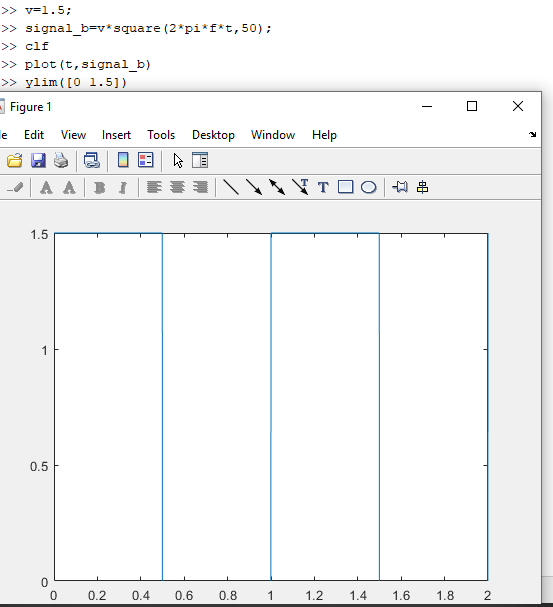 >> v=1.5;
>> signal_b=v*square(2*pi*f*t,50);
>> clf
>> plot(t,signal_b)
>> ylim([0 1.5])
Figure 1
le Edit View Insert Tools Desktop Window Help
A A B I T T
1.5
1
0.5
0
0 0.2 0.4 0.6 0.8 1 1.2 1.4 1.6 1.8 2